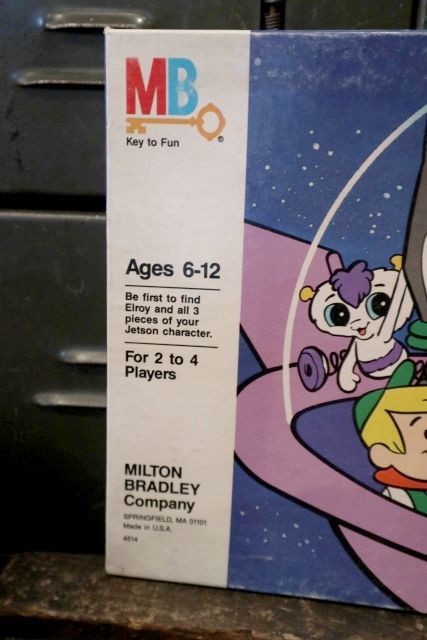 MB
®
Key to Fun
®
Ages 6-12
Be first to find
Elroy and all 3
pieces of your
Jetson character.
For 2 to 4
Players
MILTON
BRADLEY
Company
SPRINGFIELD, MA 01101
Made in U.S.A.
4514